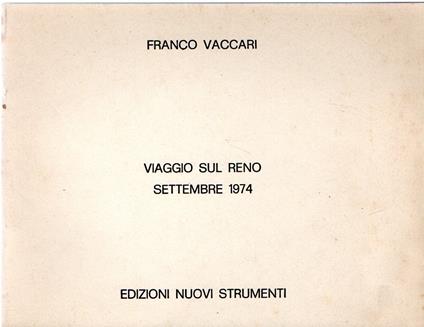 FRANCO VACCARI
VIAGGIO SUL RENO
SETTEMBRE 1974
EDIZIONI NUOVI STRUMENTI